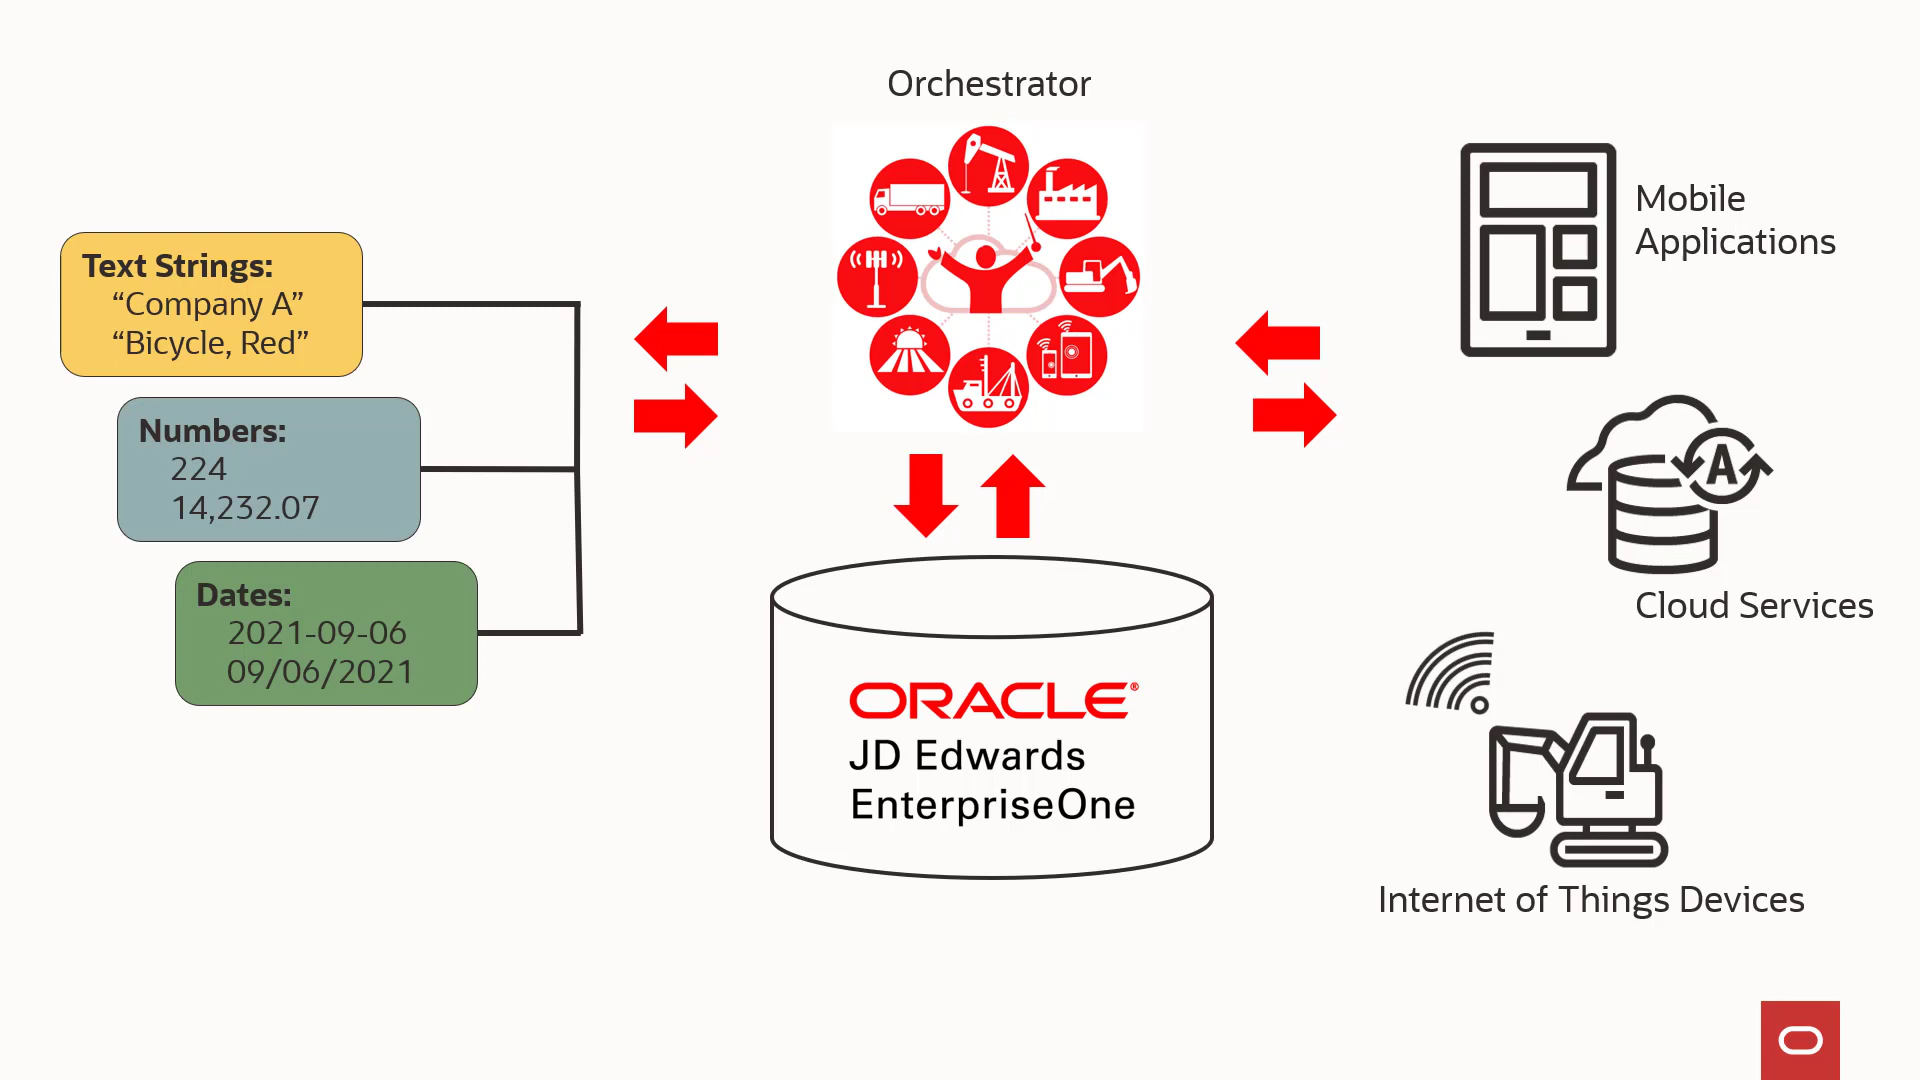 Orchestrator
Text Strings:
“Company A”
“Bicycle, Red”
Numbers:
224
14,232.07
Dates:
2021-09-06
09/06/2021
ORACLE®
JD Edwards
EnterpriseOne
Mobile
Applications
A
Cloud Services
Internet of Things Devices